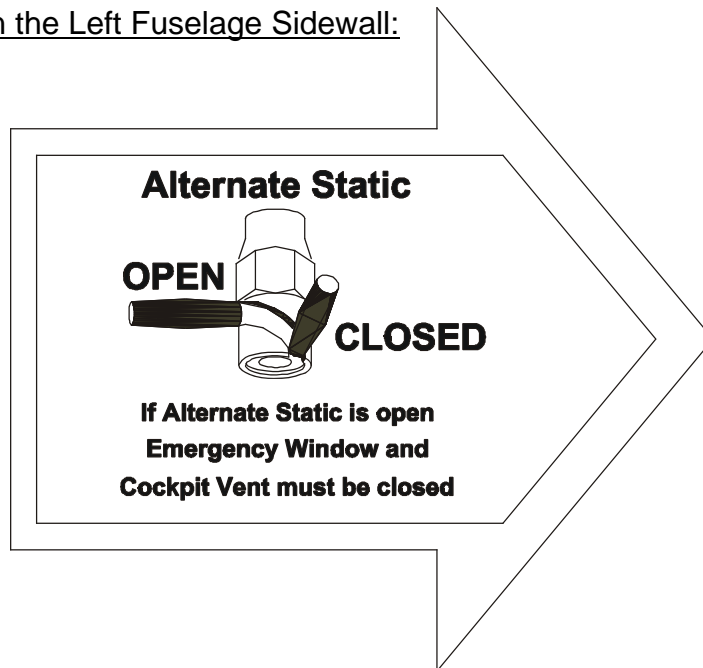 the Left Fuselage Sidewall:
Alternate Static
OPEN
CLOSED
If Alternate Static is open
Emergency Window and
Cockpit Vent must be closed